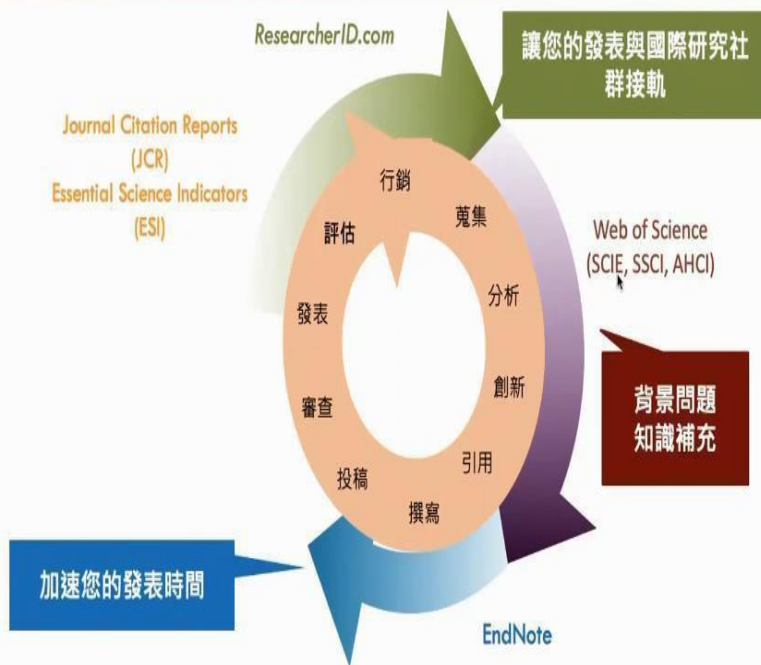 ResearcherID.com
讓您的發表與國際研究社
群接軌
Journal Citation Reports
(JCR)
Essential Science Indicators
(ESI)
行銷
蒐集
評估
分析
發表
創新
審查
引用
投稿
撰寫
Web of Science
(SCIE, SSCI, AHCI)
背景問題
知識補充
加速您的發表時間
EndNote